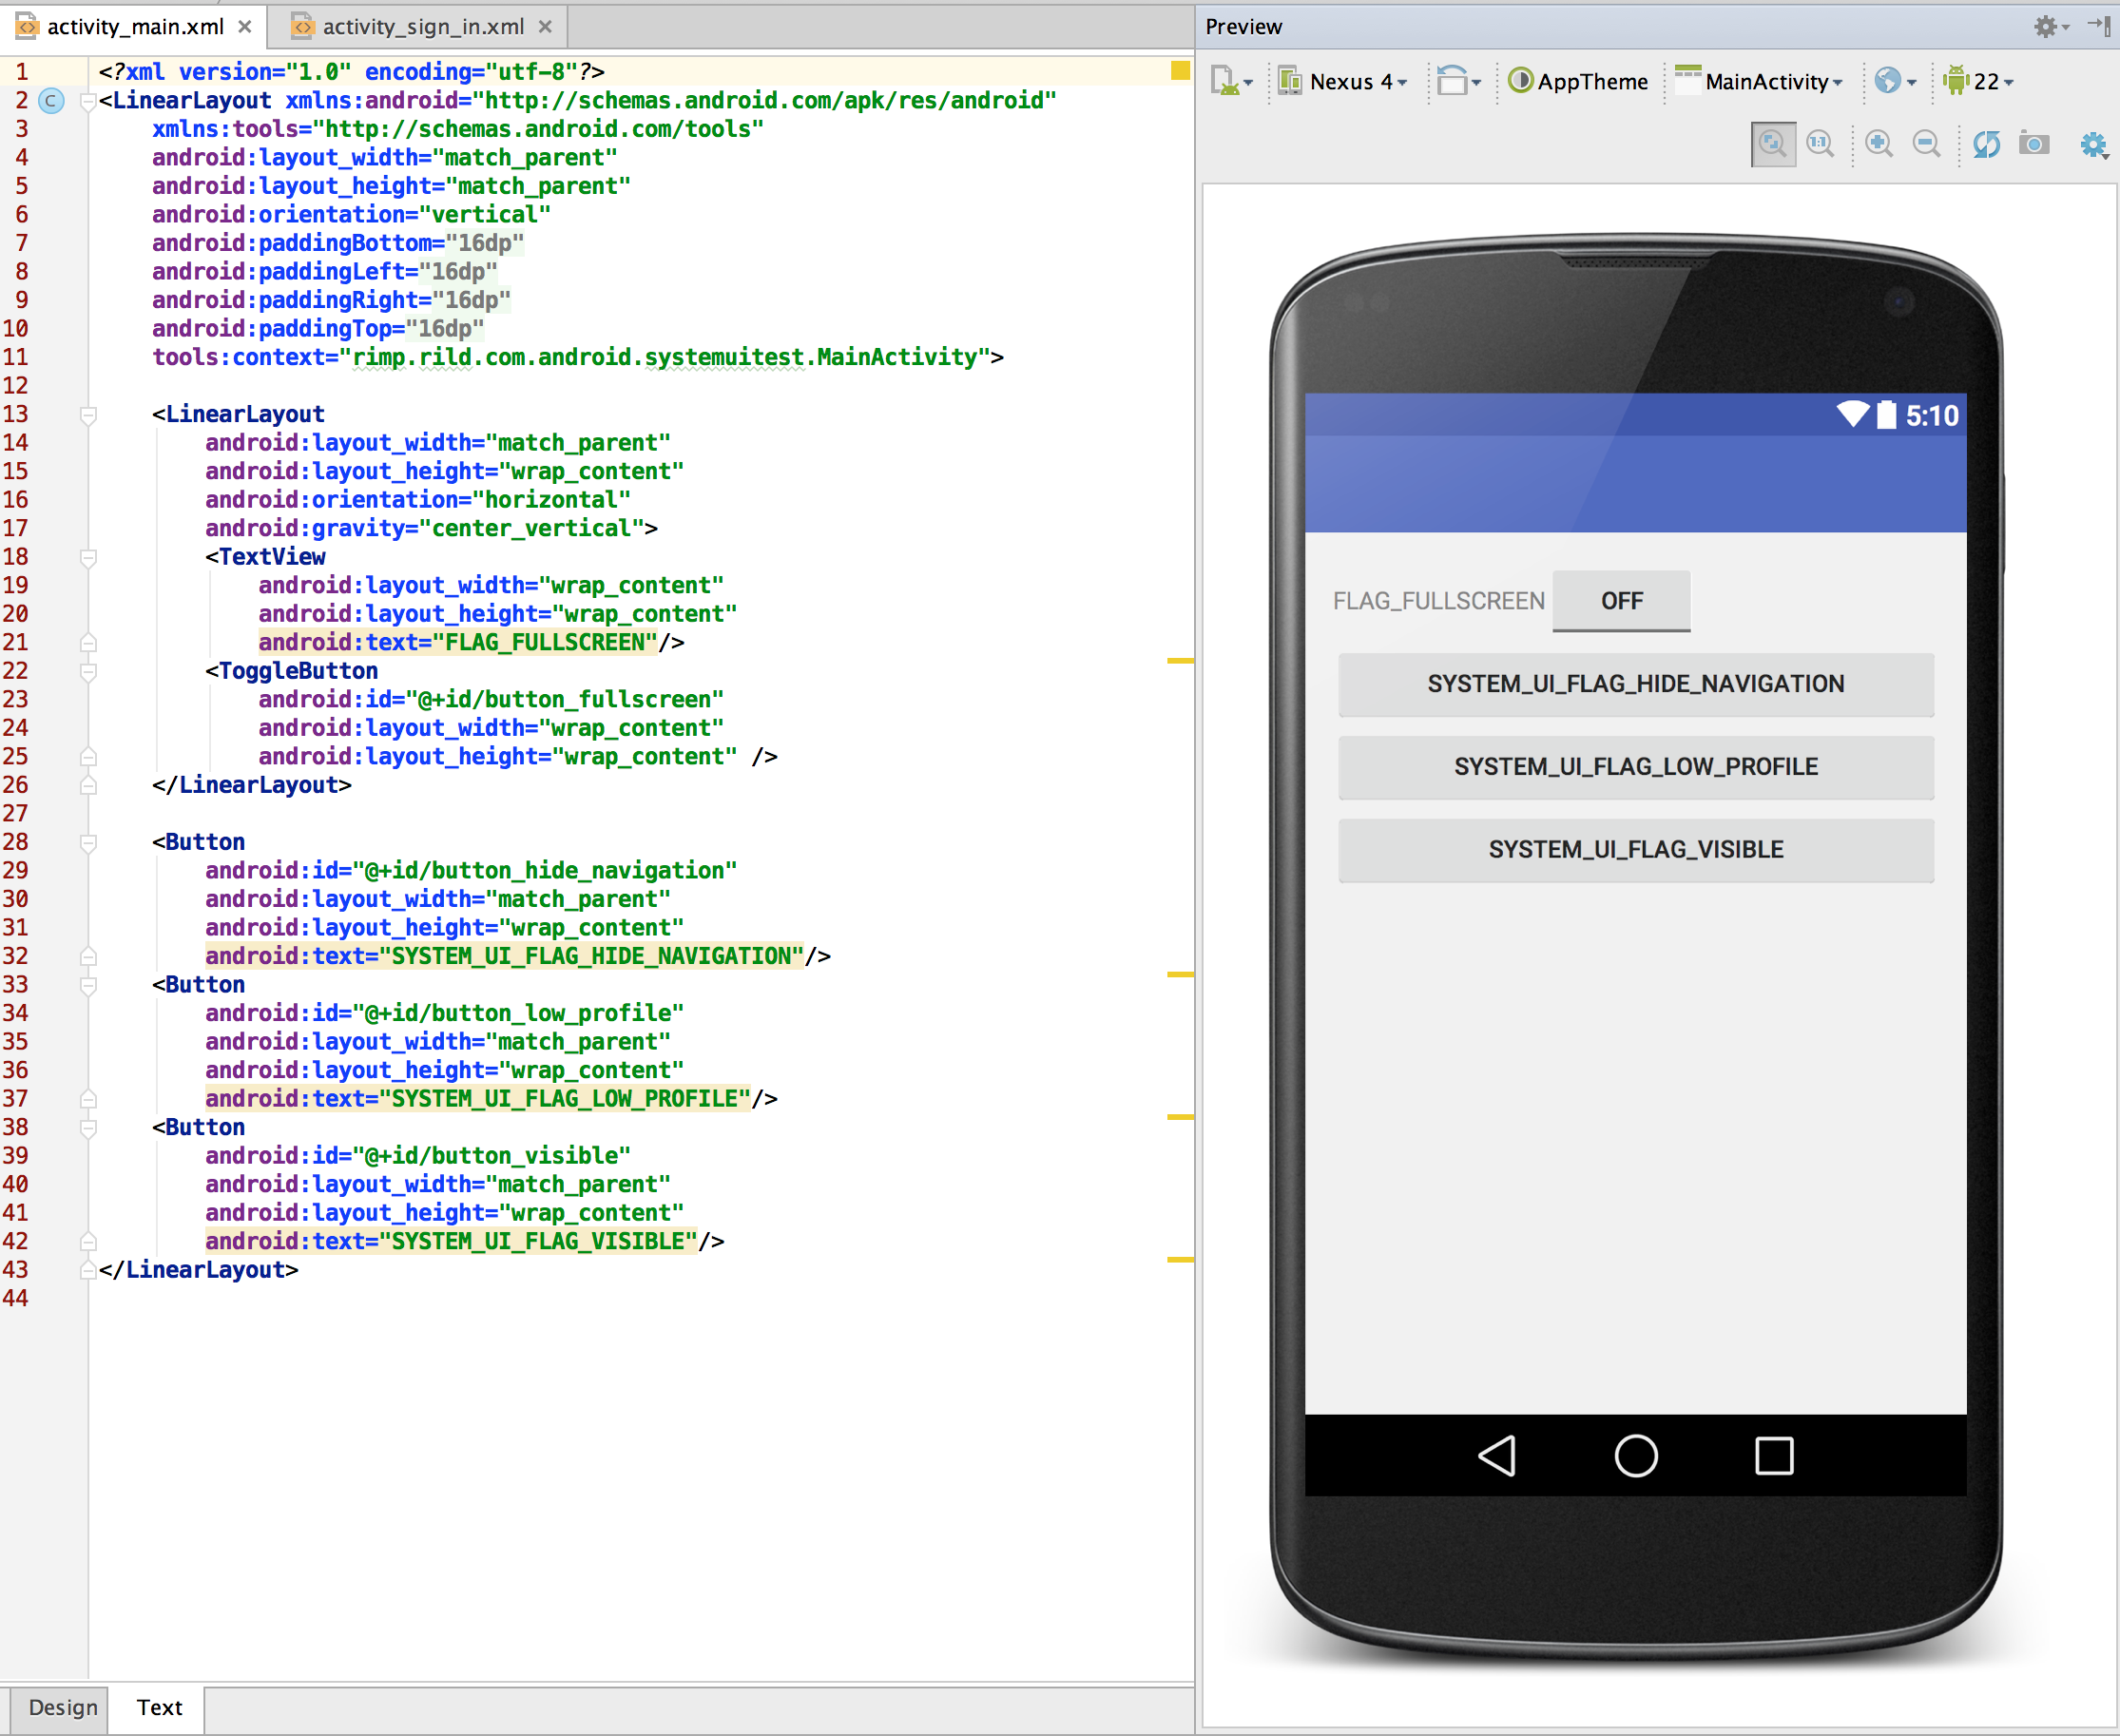 activity_main.xml
activity_sign_in.xml
1 <?xml version="1.0" encoding="utf-8"?>
2 C <LinearLayout xmlns:android="http://schemas.android.com/apk/res/android"
3     xmlns:tools="http://schemas.android.com/tools"
4     android:layout_width="match_parent"
5     android:layout_height="match_parent"
6     android:orientation="vertical"
7     android:paddingBottom="16dp"
8     android:paddingLeft="16dp"
9     android:paddingRight="16dp"
10     android:paddingTop="16dp"
11     tools:context="rimp.rild.com.android.systemuitest.MainActivity">
12
13     <LinearLayout
14         android:layout_width="match_parent"
15         android:layout_height="wrap_content"
16         android:orientation="horizontal"
17         android:gravity="center_vertical">
18         <TextView
19             android:layout_width="wrap_content"
20             android:layout_height="wrap_content"
21             android:text="FLAG_FULLSCREEN"/>
22         <ToggleButton
23             android:id="@+id/button_fullscreen"
24             android:layout_width="wrap_content"
25             android:layout_height="wrap_content" />
26     </LinearLayout>
27
28     <Button
29         android:id="@+id/button_hide_navigation"
30         android:layout_width="match_parent"
31         android:layout_height="wrap_content"
32         android:text="SYSTEM_UI_FLAG_HIDE_NAVIGATION"/>
33     <Button
34         android:id="@+id/button_low_profile"
35         android:layout_width="match_parent"
36         android:layout_height="wrap_content"
37         android:text="SYSTEM_UI_FLAG_LOW_PROFILE"/>
38     <Button
39         android:id="@+id/button_visible"
40         android:layout_width="match_parent"
41         android:layout_height="wrap_content"
42         android:text="SYSTEM_UI_FLAG_VISIBLE"/>
43 </LinearLayout>
44
Design
Text
Preview
Nexus 4
AppTheme
MainActivity
22
1:1
5:10
FLAG_FULLSCREEN
OFF
SYSTEM_UI_FLAG_HIDE_NAVIGATION
SYSTEM_UI_FLAG_LOW_PROFILE
SYSTEM_UI_FLAG_VISIBLE